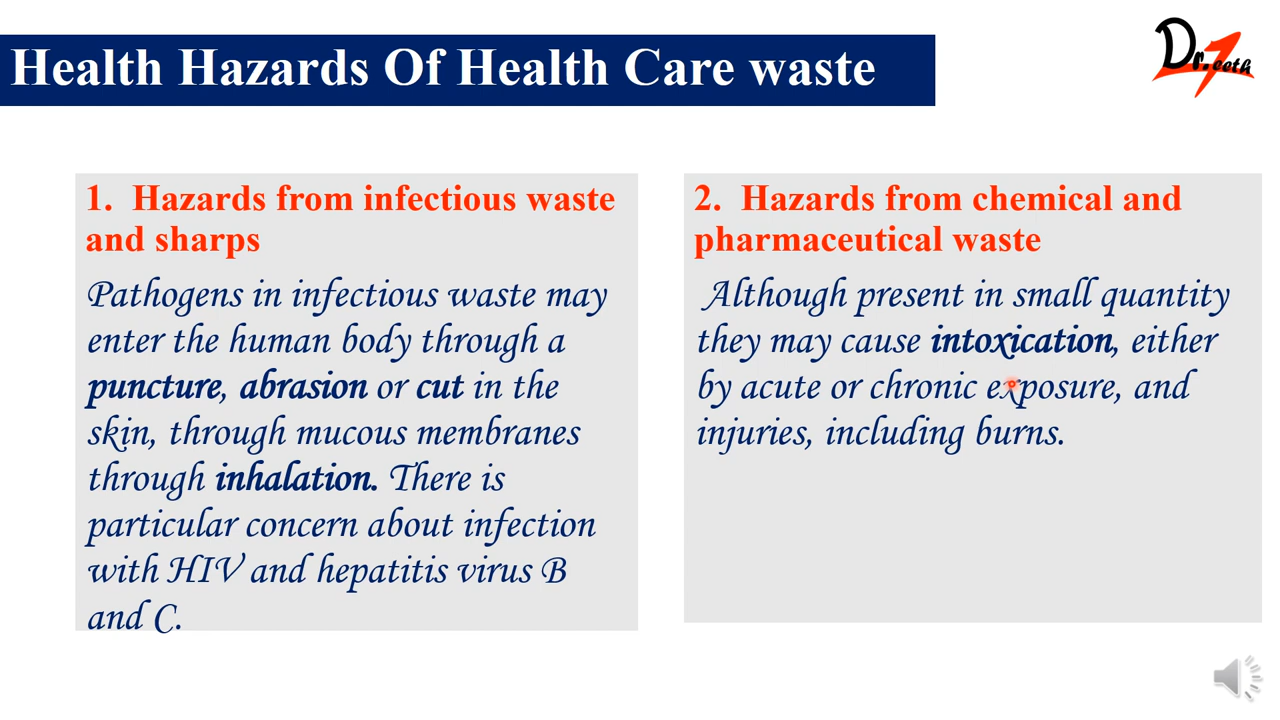 Health Hazards Of Health Care waste
Dr.eeth
1. Hazards from infectious waste
and sharps
Pathogens in infectious waste may
enter the human body through a
puncture, abrasion or cut in the
skin, through mucous membranes
through inhalation. There is
particular concern about infection
with HIV and hepatitis virus B
and C.
2. Hazards from chemical and
pharmaceutical waste
Although present in small quantity
they may cause intoxication, either
by acute or chronic exposure, and
injuries, including burns.